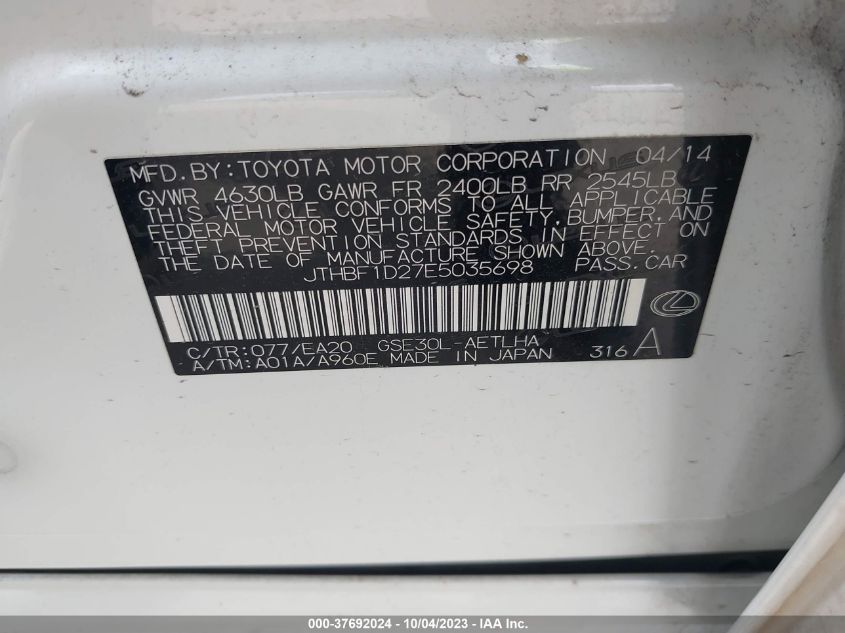 MFD. BY: TOYOTA MOTOR CORPORATION 04/14
GVWR 4630LB GAWR FR 2400LB RR 2545LB
THIS VEHICLE CONFORMS TO ALL APPLICABLE
FEDERAL MOTOR VEHICLE SAFETY, BUMPER, AND
THEFT PREVENTION STANDARDS IN EFFECT ON
THE DATE OF MANUFACTURE SHOWN ABOVE.
JTHBF1D27E5035698 PASS. CAR
C/TR: 077/EA20 GSE30L-AETLHA
A/TM: A01A/A960E MADE IN JAPAN 316 A
000-37692024 - 10/04/2023 - IAA Inc.